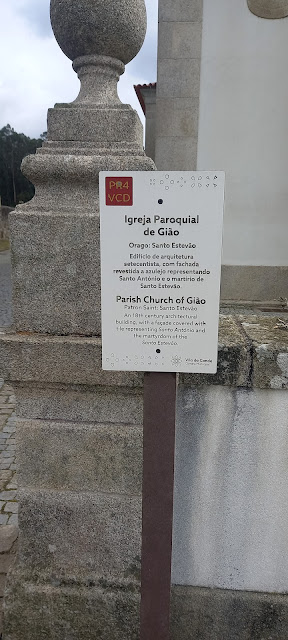 PR4
VCD
Igreja Paroquial
de Gião
Orago: Santo Estevão
Edifício de arquitetura
setecentista, com fachada
revestida a azulejo representando
Santo António e o martírio de
Santo Estevão.
Parish Church of Gião
Patron Saint: Santo Estevão
An 18th century architectural
building, with a façade covered with
tile representing Santo António and
the martyrdom of the
Santo Estevão.
Vila do Conde